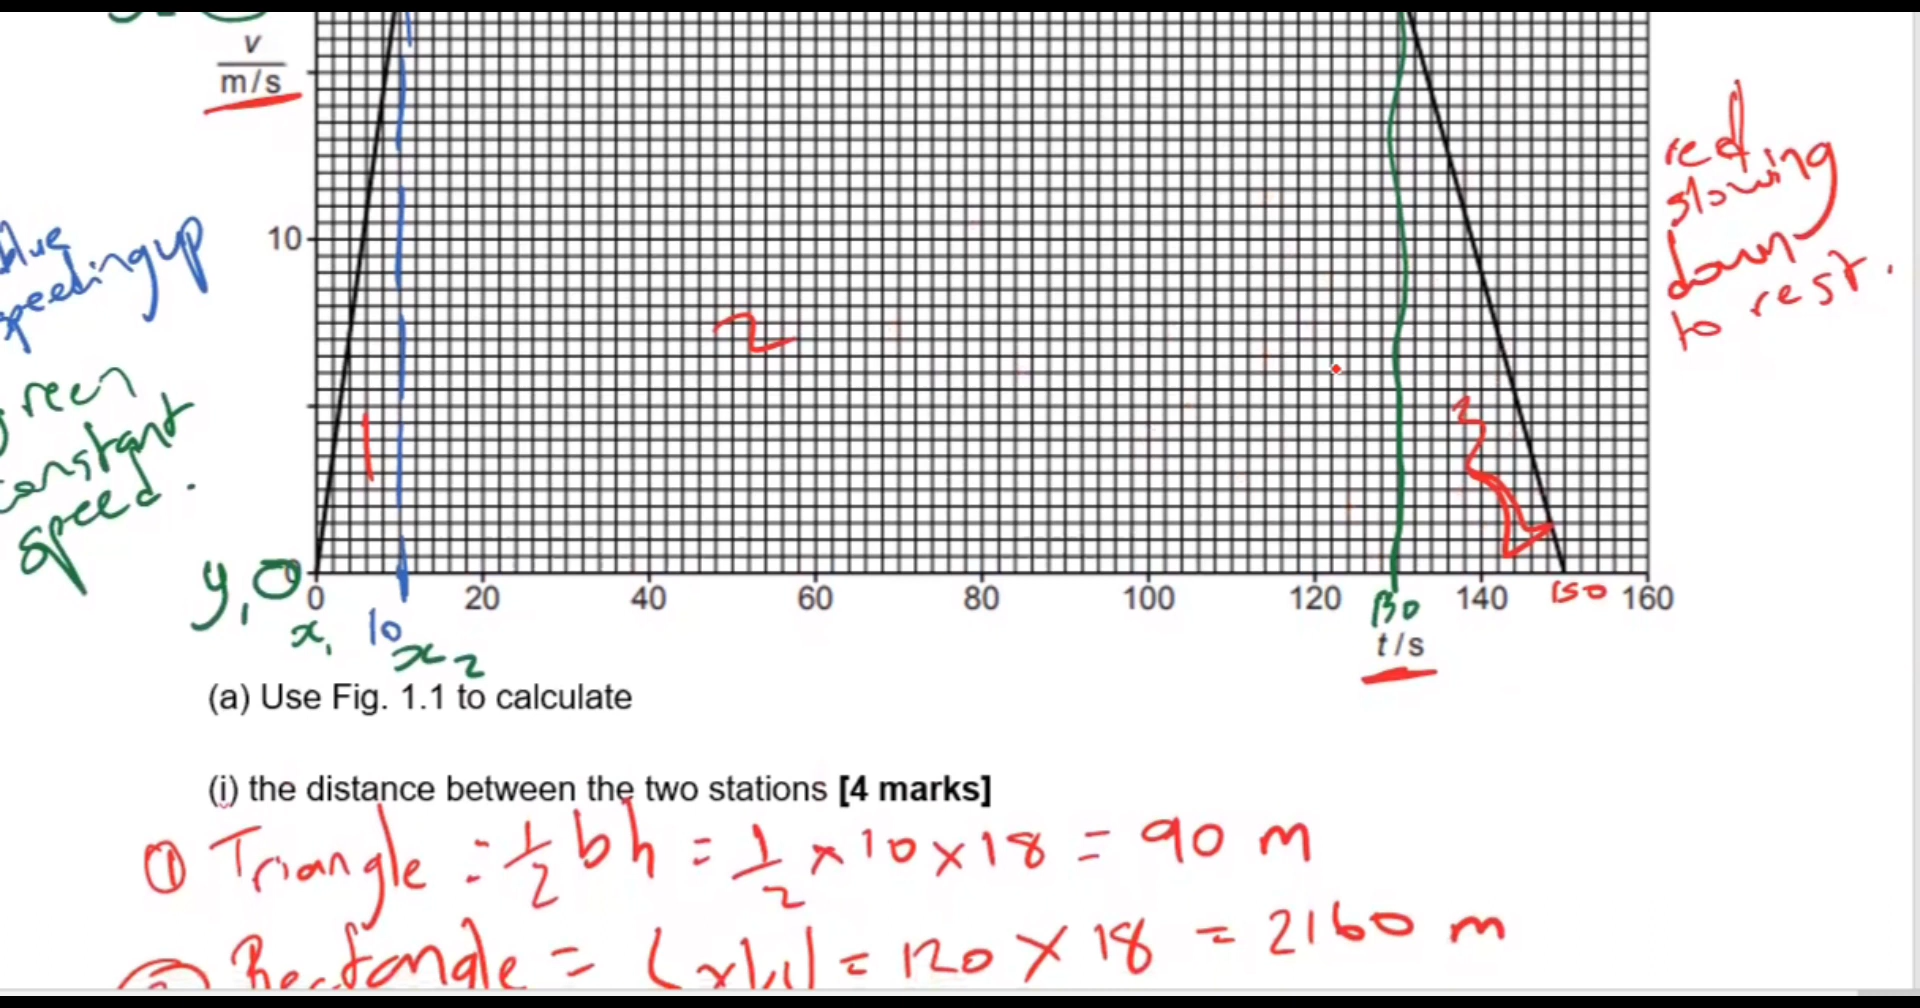 v
m/s
10
blue
speeding up
green
constant
speed.
red
slowing
down
to rest.
1
2
3
y, 0
0 20 40 60 80 100 120 130 140 150 160
x, 10 x2
t/s
(a) Use Fig. 1.1 to calculate
(i) the distance between the two stations [4 marks]
① Triangle = 1/2 bh = 1/2 × 10 × 18 = 90 m
Rectangle = (x)(y) = 120 × 18 = 2160 m